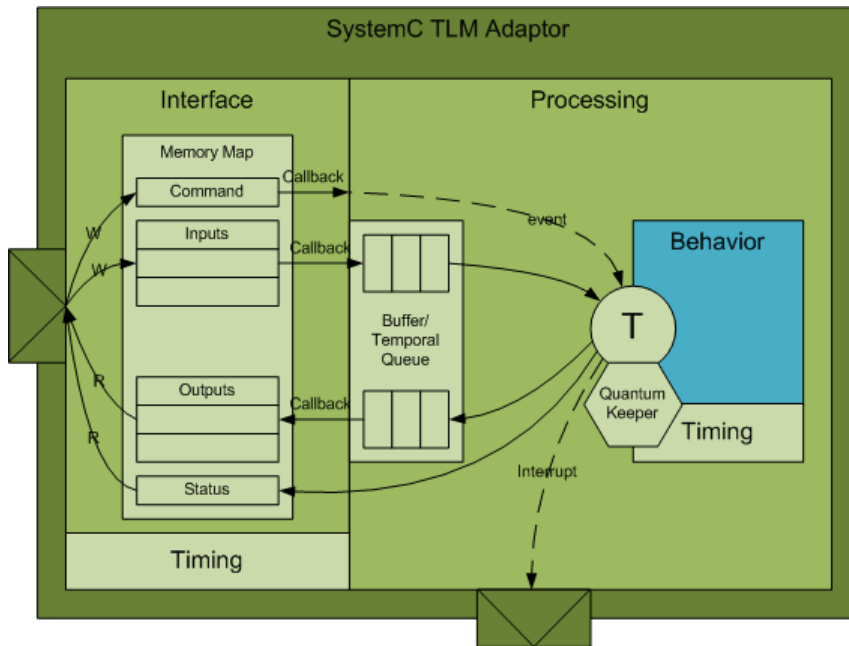 SystemC TLM Adaptor
Interface
Processing
Memory Map
Command
Callback
event
W
Inputs
W
Callback
Behavior
T
Buffer/
Temporal
Queue
Outputs
R
Callback
Quantum
Keeper
Timing
R
Status
Interrupt
Timing